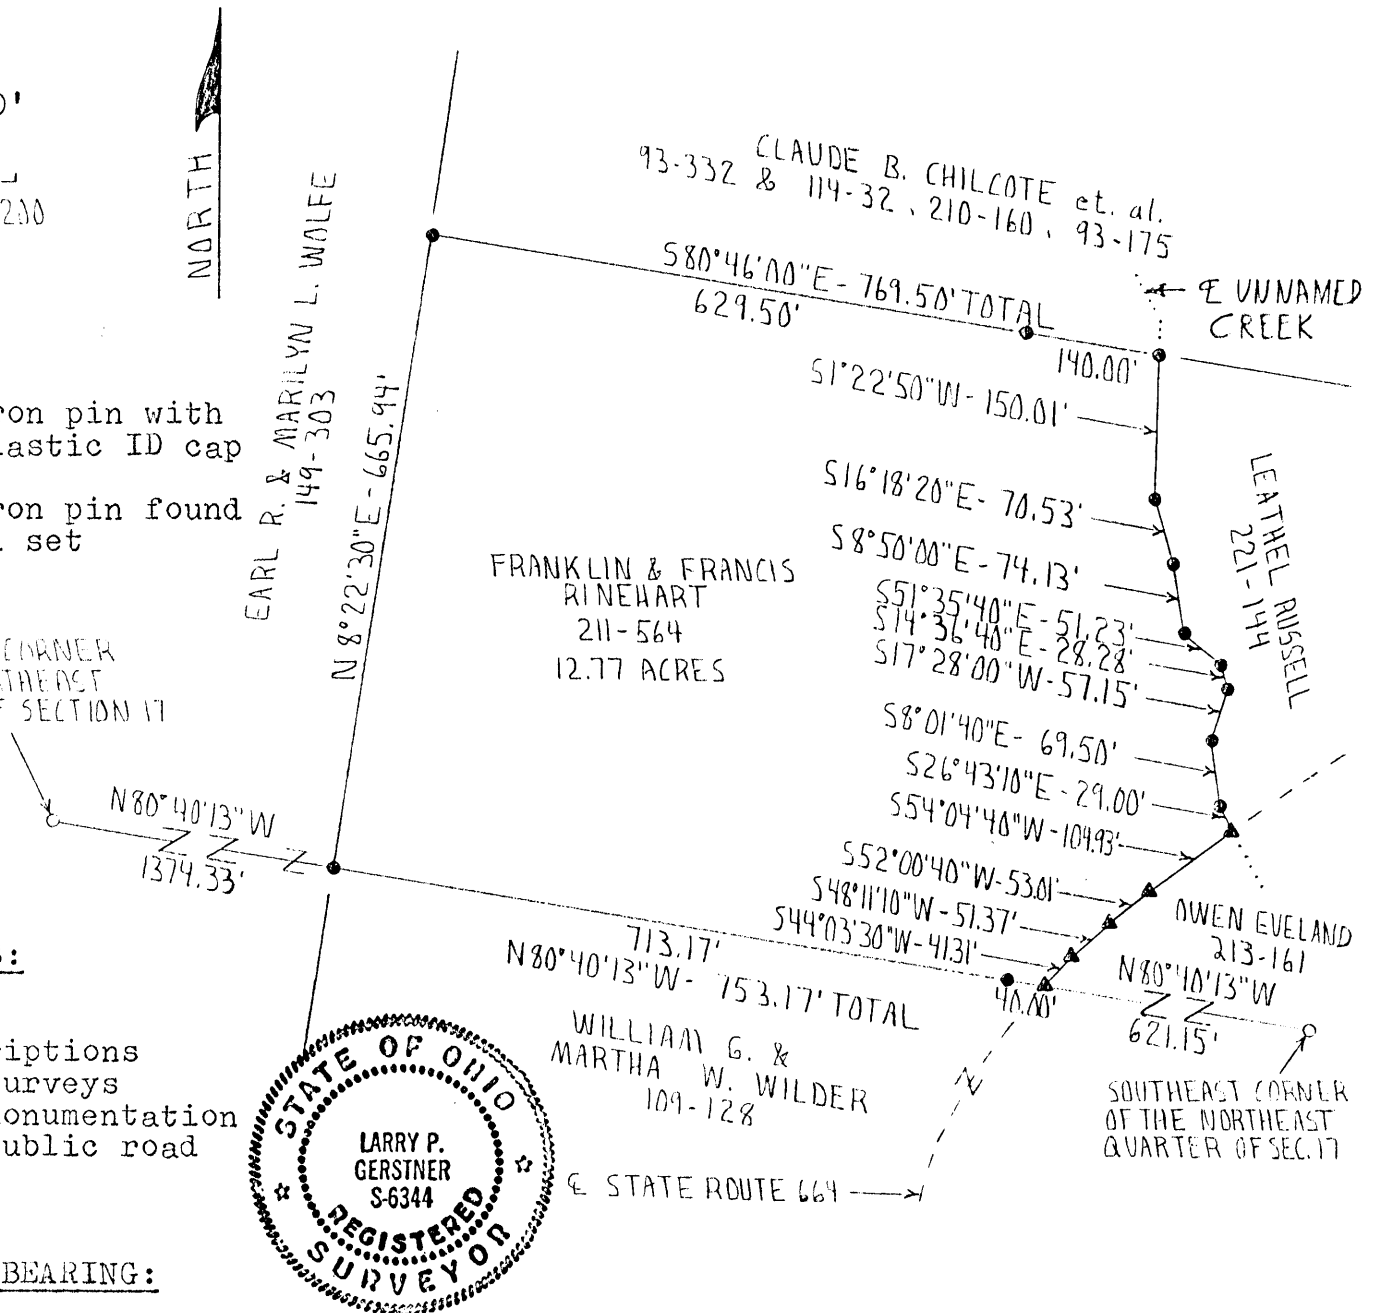 NORTH
200
EARL R. & MARILYN L. WOLFE
149-303
N 8°22'30"E - 665.94'
CLAUDE B. CHILCOTE et. al.
93-332 & 114-32 , 210-160 , 93-175
S80°46'00"E - 769.50' TOTAL
629.50'
140.00'
℄ UNNAMED
CREEK
S1°22'50"W - 150.01'
S16°18'20"E - 70.53'
S8°50'00"E - 74.13'
S51°35'40"E - 51.23'
S14°36'40"E - 28.28'
S17°28'00"W - 57.15'
S8°01'40"E - 69.50'
S26°43'10"E - 29.00'
S54°04'40"W - 104.93'
S52°00'40"W - 53.01'
S48°11'10"W - 51.37'
S44°03'30"W - 41.31'
LEATHEL RUSSELL
221-144
FRANKLIN & FRANCIS
RINEHART
211-564
12.77 ACRES
ron pin with
lastic ID cap
ron pin found
set
CORNER
THEAST
F SECTION 17
N80°40'13"W
1374.33'
713.17'
N80°40'13"W - 753.17' TOTAL
40.00'
OWEN EVELAND
213-161
N80°40'13"W
621.15'
SOUTHEAST CORNER
OF THE NORTHEAST
QUARTER OF SEC. 17
WILLIAM G. &
MARTHA W. WILDER
109-128
℄ STATE ROUTE 664
S:
iptions
urveys
onumentation
ublic road
BEARING:
STATE OF OHIO
LARRY P.
GERSTNER
S-6344
REGISTERED
SURVEYOR